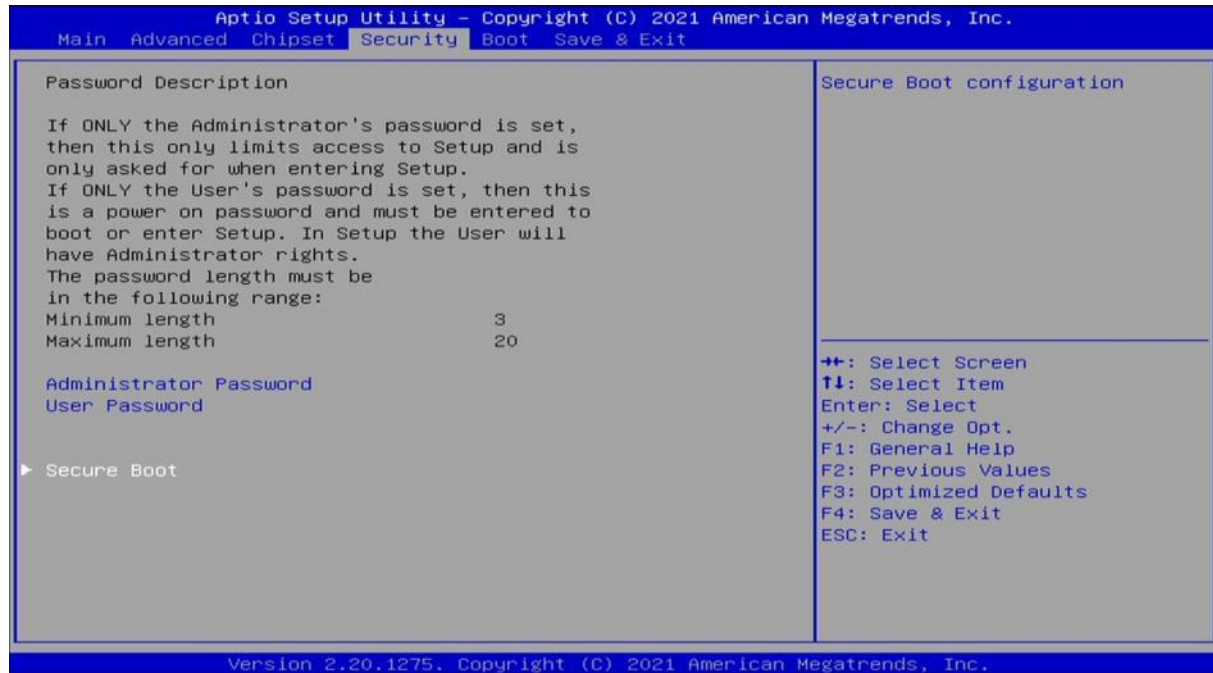 Aptio Setup Utility – Copyright (C) 2021 American Megatrends, Inc.
Main Advanced Chipset Security Boot Save & Exit
Password Description
If ONLY the Administrator's password is set,
then this only limits access to Setup and is
only asked for when entering Setup.
If ONLY the User's password is set, then this
is a power on password and must be entered to
boot or enter Setup. In Setup the User will
have Administrator rights.
The password length must be
in the following range:
Minimum length 3
Maximum length 20
Administrator Password
User Password
► Secure Boot
Secure Boot configuration
→←: Select Screen
↑↓: Select Item
Enter: Select
+/-: Change Opt.
F1: General Help
F2: Previous Values
F3: Optimized Defaults
F4: Save & Exit
ESC: Exit
Version 2.20.1275. Copyright (C) 2021 American Megatrends, Inc.